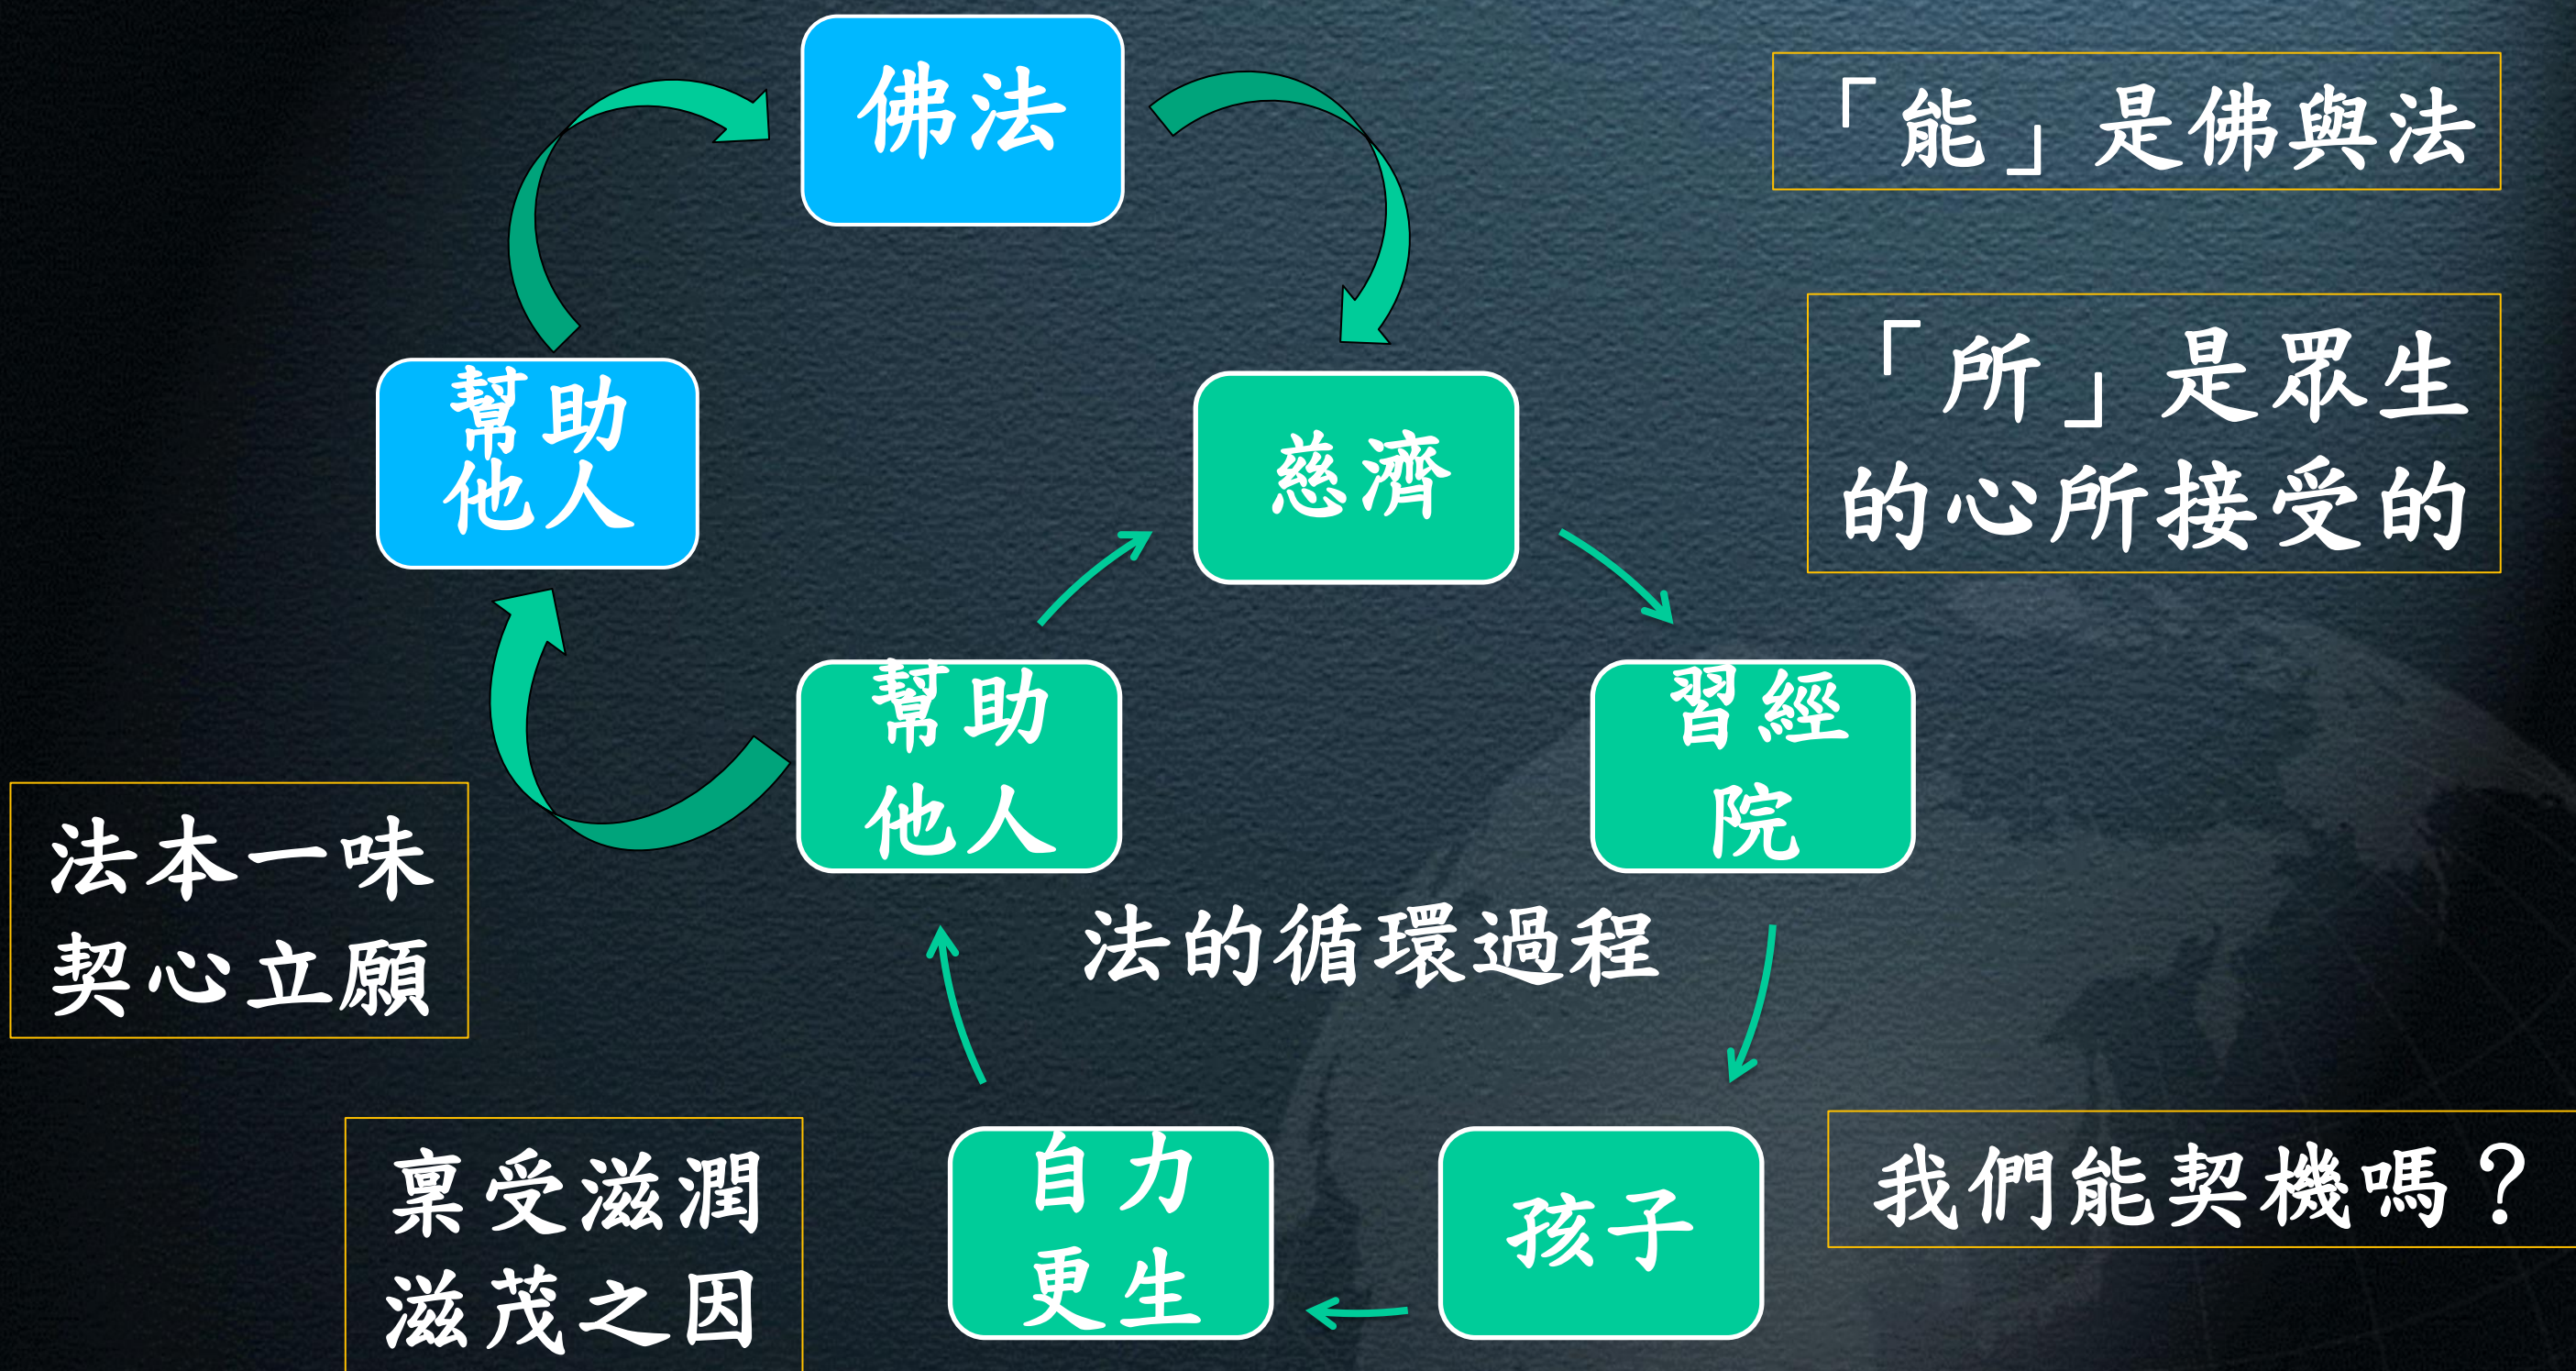 佛法
「能」是佛與法
「所」是眾生
的心所接受的
幫助
他人
慈濟
幫助
他人
習經
院
法的循環過程
法本一味
契心立願
自力
更生
孩子
我們能契機嗎？
稟受滋潤
滋茂之因